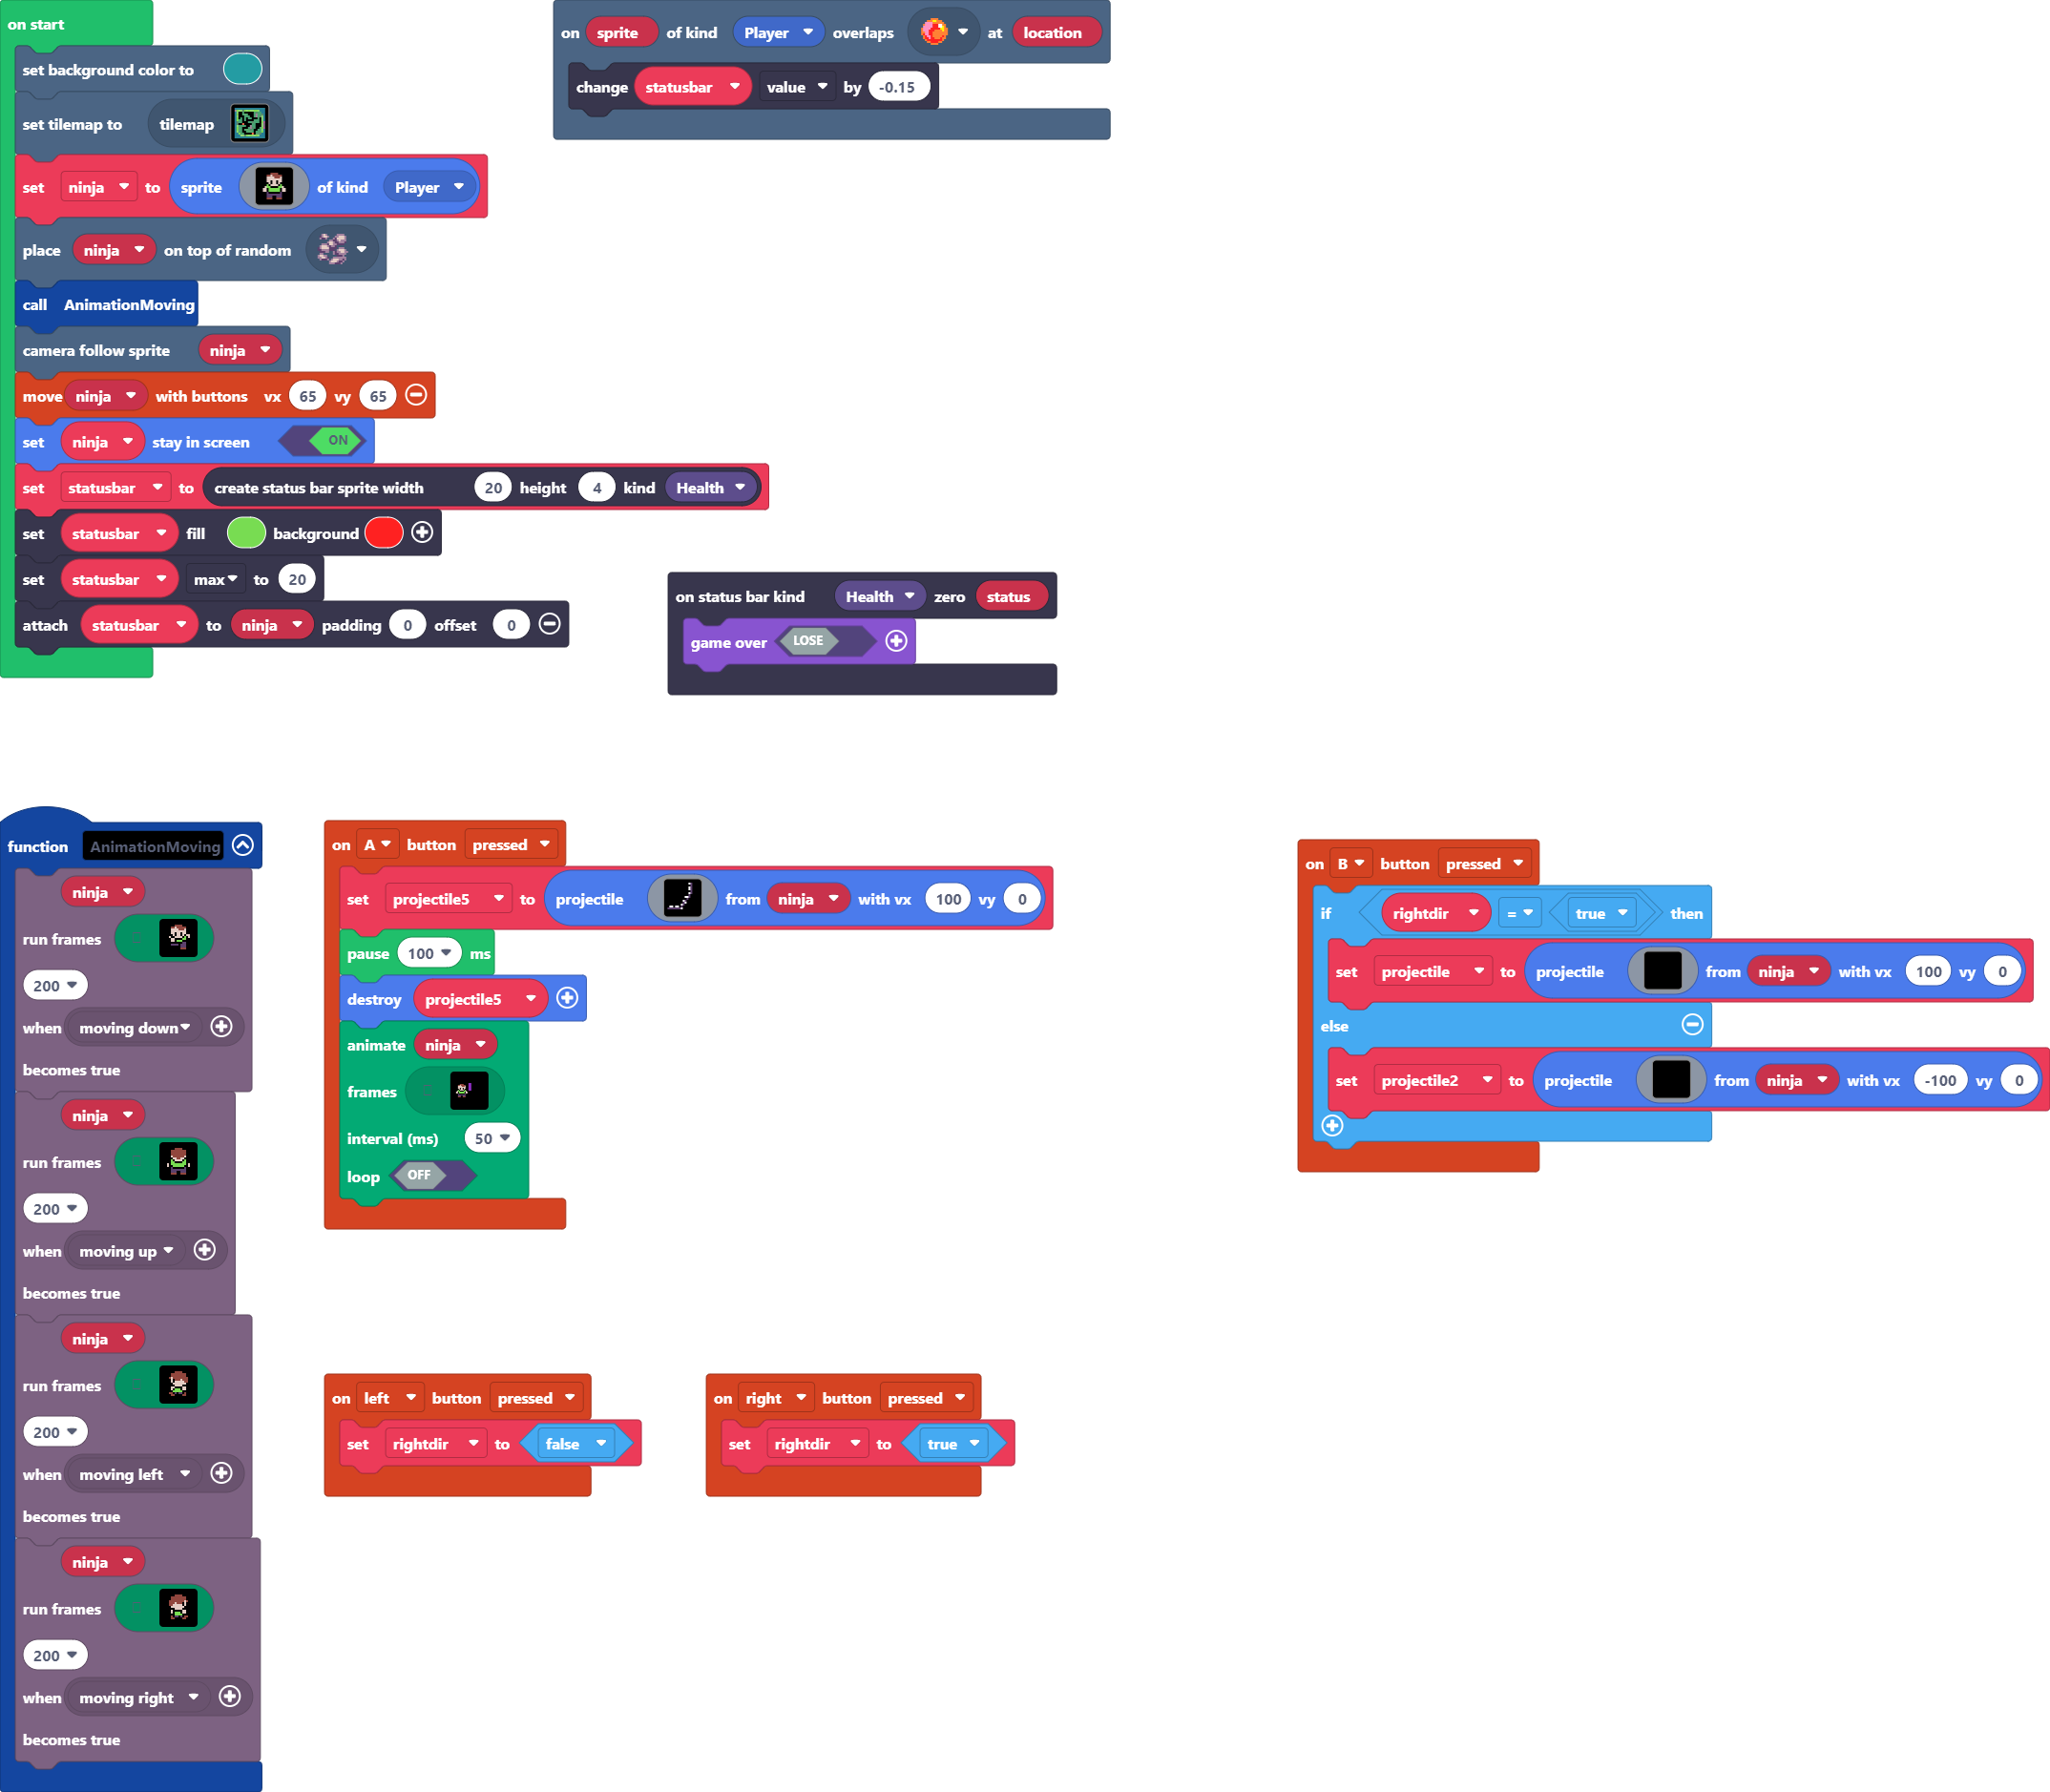 on start
set background color to
set tilemap to tilemap
set ninja to sprite of kind Player
place ninja on top of random
call AnimationMoving
camera follow sprite ninja
move ninja with buttons vx 65 vy 65
set ninja stay in screen ON
set statusbar to create status bar sprite width 20 height 4 kind Health
set statusbar fill background
set statusbar max to 20
attach statusbar to ninja padding 0 offset 0
on sprite of kind Player overlaps at location
change statusbar value by -0.15
on status bar kind Health zero status
game over LOSE
function AnimationMoving
ninja
run frames
200
when moving down
becomes true
ninja
run frames
200
when moving up
becomes true
ninja
run frames
200
when moving left
becomes true
ninja
run frames
200
when moving right
becomes true
on A button pressed
set projectile5 to projectile from ninja with vx 100 vy 0
pause 100 ms
destroy projectile5
animate ninja
frames
interval (ms) 50
loop OFF
on left button pressed
set rightdir to false
on right button pressed
set rightdir to true
on B button pressed
if rightdir = true then
set projectile to projectile from ninja with vx 100 vy 0
else
set projectile2 to projectile from ninja with vx -100 vy 0